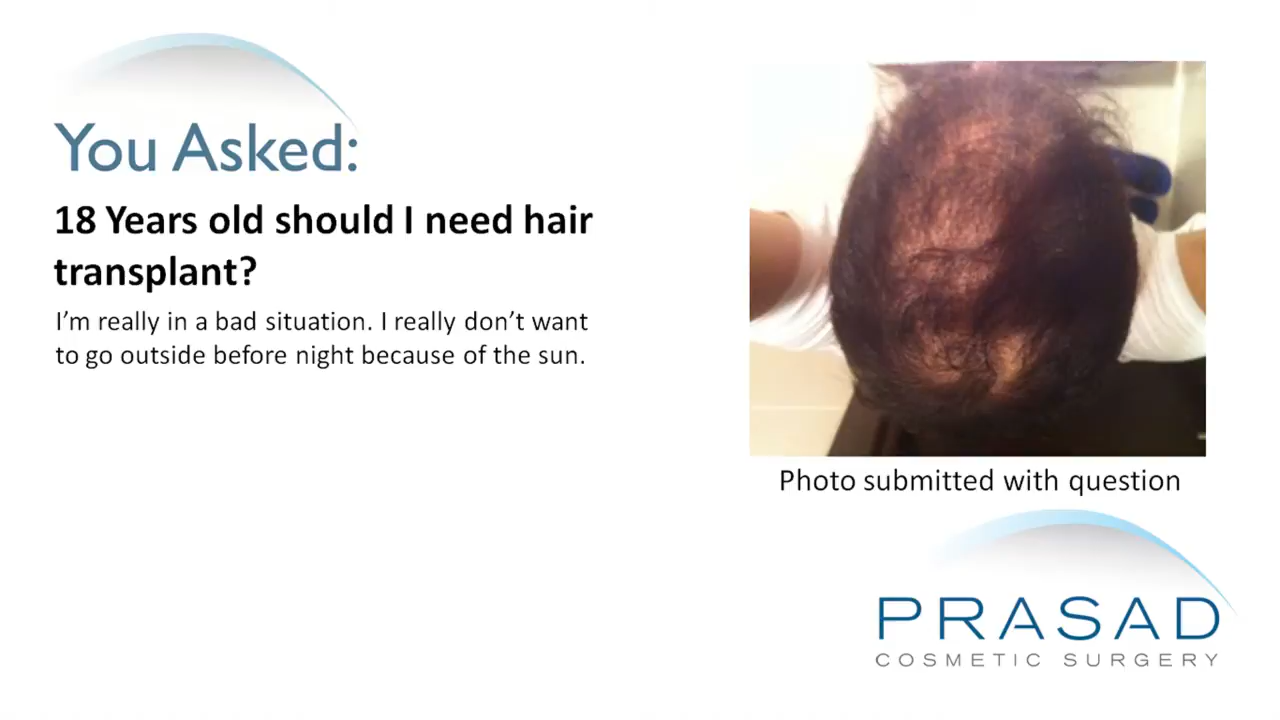 You Asked:
18 Years old should I need hair
transplant?
I’m really in a bad situation. I really don’t want
to go outside before night because of the sun.
Photo submitted with question
PRASAD
COSMETIC SURGERY